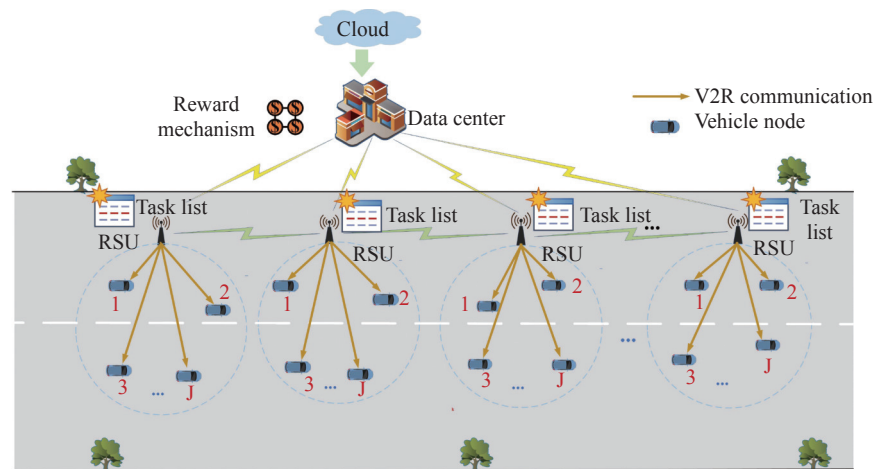 Cloud
Reward
mechanism
Data center
V2R communication
Vehicle node
Task list
RSU
Task list
RSU
Task list
RSU
...
Task
list
RSU
1
2
3
...
J
1
2
3
...
J
1
2
3
...
J
...
1
2
3
...
J